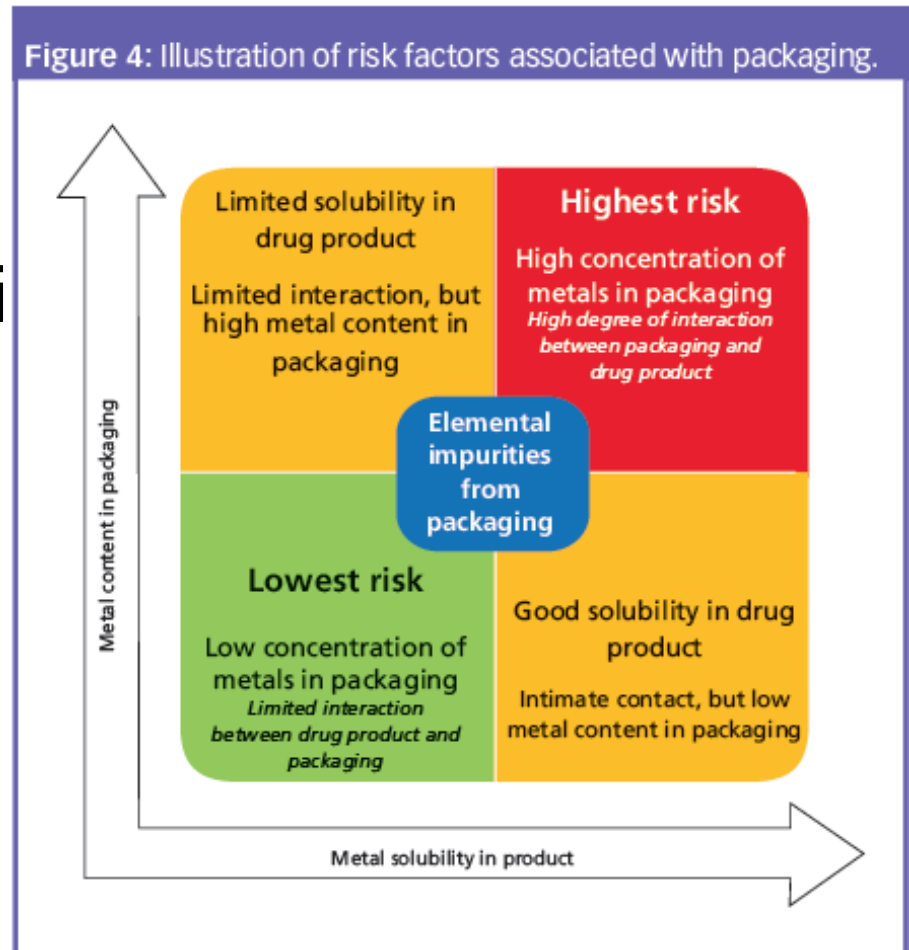 Figure 4: Illustration of risk factors associated with packaging.
Metal content in packaging
Limited solubility in
drug product
Limited interaction, but
high metal content in
packaging
Highest risk
High concentration of
metals in packaging
High degree of interaction
between packaging and
drug product
Elemental
impurities
from
packaging
Lowest risk
Low concentration of
metals in packaging
Limited interaction
between drug product and
packaging
Good solubility in drug
product
Intimate contact, but low
metal content in packaging
Metal solubility in product